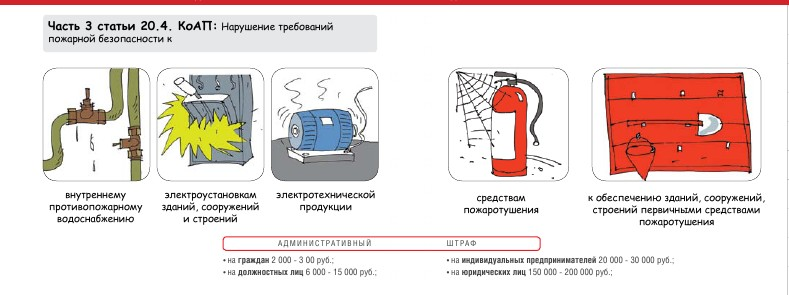 Часть 3 статьи 20.4. КоАП: Нарушение требований
пожарной безопасности к
внутреннему
противопожарному
водоснабжению
электроустановкам
зданий, сооружений
и строений
электротехнической
продукции
средствам
пожаротушения
к обеспечению зданий, сооружений,
строений первичными средствами
пожаротушения
АДМИНИСТРАТИВНЫЙ ШТРАФ
• на граждан 2 000 - 3 00 руб.;
• на должностных лиц 6 000 - 15 000 руб.;
• на индивидуальных предпринимателей 20 000 - 30 000 руб.;
• на юридических лиц 150 000 - 200 000 руб.;